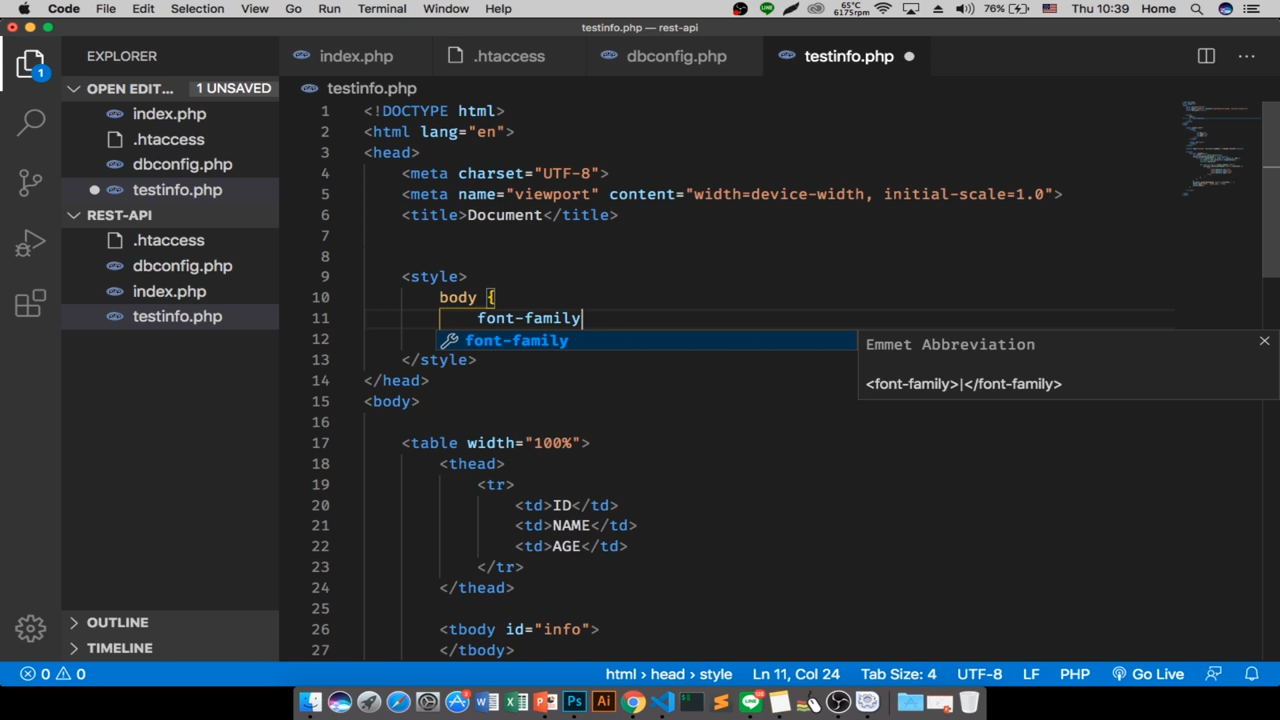 Code File Edit Selection View Go Run Terminal Window Help 65°C 6175rpm 76% Thu 10:39 Home
testinfo.php — rest-api
EXPLORER
index.php .htaccess dbconfig.php testinfo.php
1
OPEN EDIT... 1 UNSAVED
index.php
.htaccess
dbconfig.php
testinfo.php
REST-API
.htaccess
dbconfig.php
index.php
testinfo.php
OUTLINE
TIMELINE
testinfo.php
1 <!DOCTYPE html>
2 <html lang="en">
3 <head>
4 <meta charset="UTF-8">
5 <meta name="viewport" content="width=device-width, initial-scale=1.0">
6 <title>Document</title>
7
8
9 <style>
10 body {
11 font-family
12 font-family
Emmet Abbreviation
<font-family>|</font-family>
13 </style>
14 </head>
15 <body>
16
17 <table width="100%">
18 <thead>
19 <tr>
20 <td>ID</td>
21 <td>NAME</td>
22 <td>AGE</td>
23 </tr>
24 </thead>
25
26 <tbody id="info">
27 </tbody>
0 0 html > head > style Ln 11, Col 24 Tab Size: 4 UTF-8 LF PHP Go Live
Ps Ai